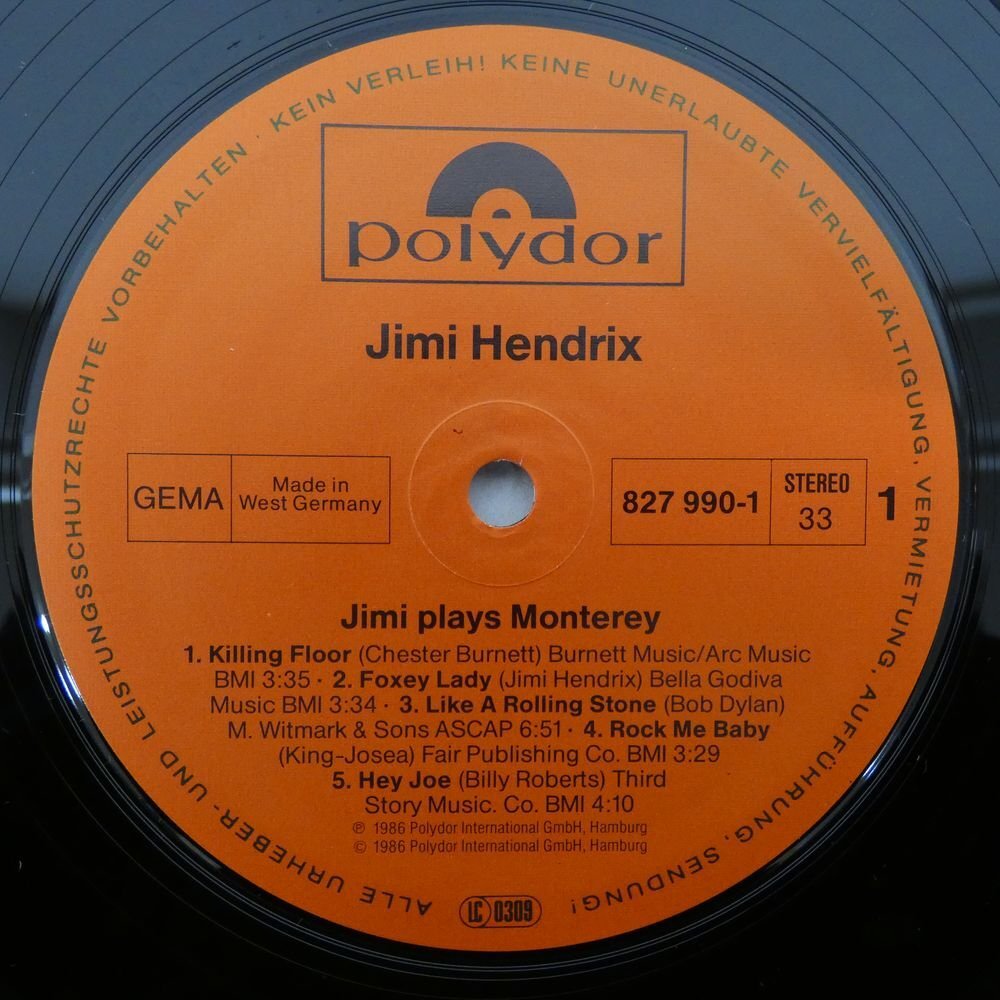 ALLE URHEBER- UND LEISTUNGSSCHUTZRECHTE VORBEHALTEN · KEIN VERLEIH! KEINE UNERLAUBTE VERVIELFÄLTIGUNG, VERMIETUNG, AUFFÜHRUNG, SENDUNG!
polydor
Jimi Hendrix
GEMA
Made in
West Germany
827 990-1
STEREO
33
1
Jimi plays Monterey
1. Killing Floor (Chester Burnett) Burnett Music/Arc Music
BMI 3:35 · 2. Foxey Lady (Jimi Hendrix) Bella Godiva
Music BMI 3:34 · 3. Like A Rolling Stone (Bob Dylan)
M. Witmark & Sons ASCAP 6:51 · 4. Rock Me Baby
(King-Josea) Fair Publishing Co. BMI 3:29
5. Hey Joe (Billy Roberts) Third
Story Music. Co. BMI 4:10
℗ 1986 Polydor International GmbH, Hamburg
© 1986 Polydor International GmbH, Hamburg
LC 0309